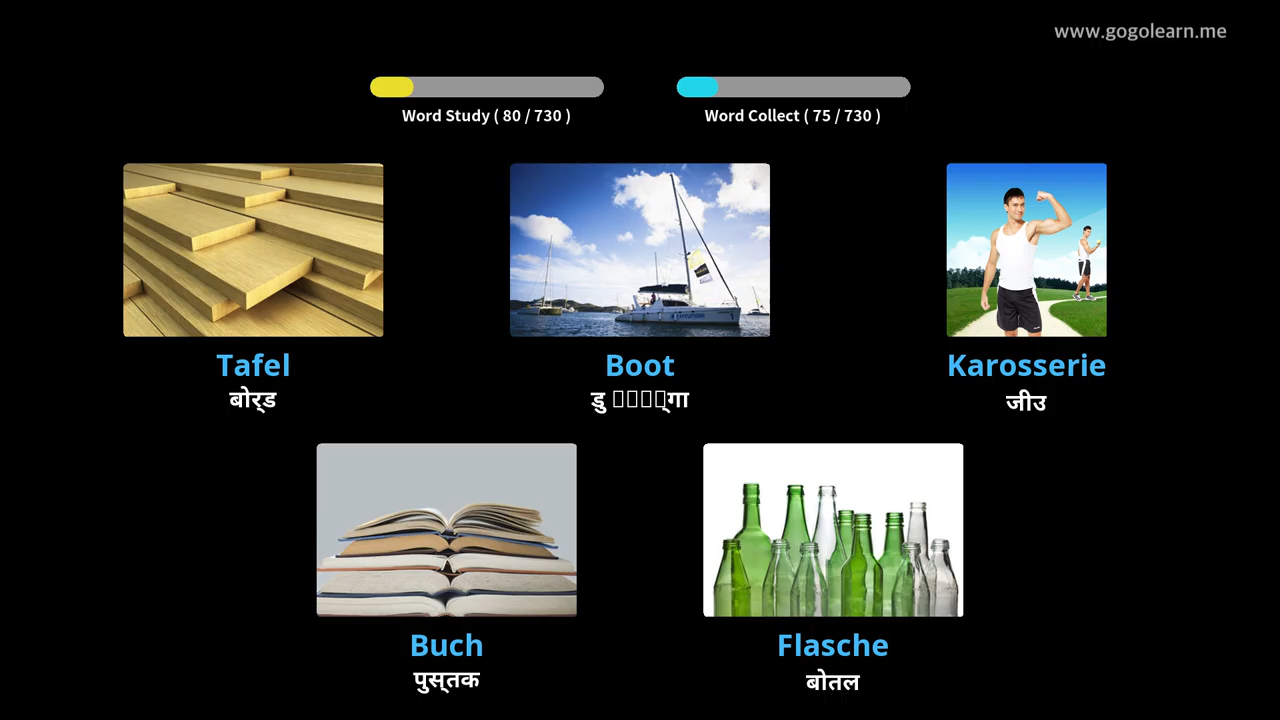 www.gogolearn.me
Word Study ( 80 / 730 )
Word Collect ( 75 / 730 )
Tafel
Boot
Karosserie
बोर्ड
जीउ
Buch
Flasche
पुस्तक
बोतल